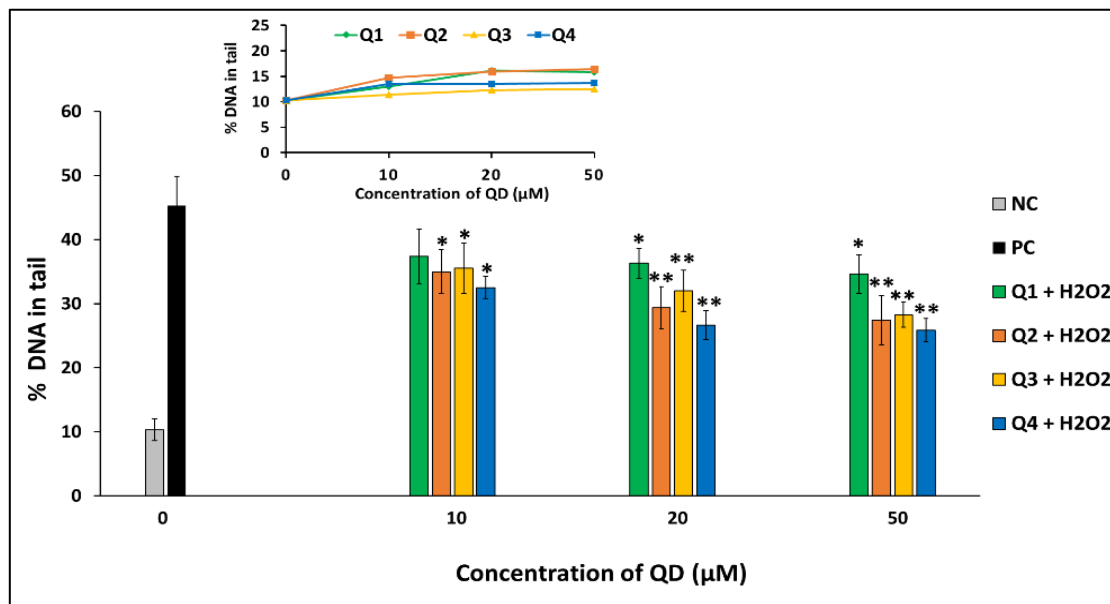 25
20
15
10
5
0
% DNA in tail
Q1 Q2 Q3 Q4
0 10 20 50
Concentration of QD (µM)
60
50
40
30
20
10
0
% DNA in tail
* *
*
*
**
**
**
*
**
**
**
0 10 20 50
Concentration of QD (µM)
NC
PC
Q1 + H2O2
Q2 + H2O2
Q3 + H2O2
Q4 + H2O2